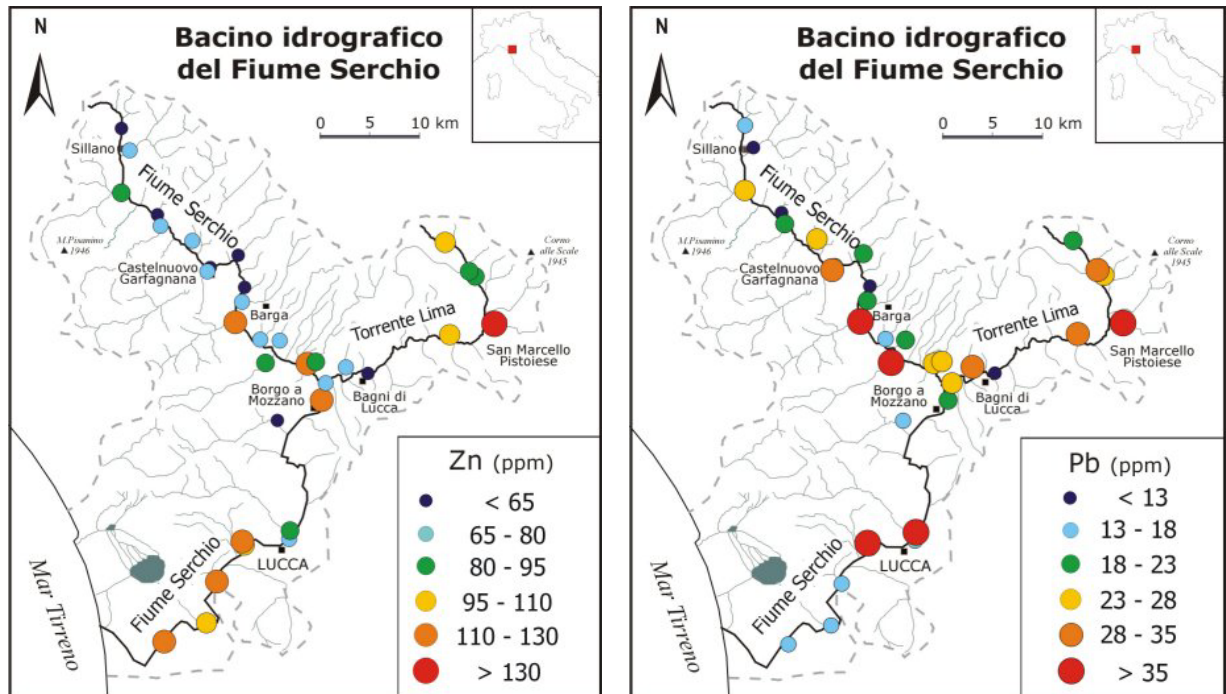 N
Bacino idrografico
del Fiume Serchio
0 5 10 km
Sillano
Fiume Serchio
M.Pisanino
1946
Corno
alle Scale
1945
Castelnuovo
Garfagnana
Barga
Torrente Lima
San Marcello
Pistoiese
Borgo a
Mozzano
Bagni di
Lucca
Zn (ppm)
< 65
65 - 80
80 - 95
95 - 110
110 - 130
> 130
LUCCA
Fiume Serchio
Mar Tirreno
N
Bacino idrografico
del Fiume Serchio
0 5 10 km
Sillano
Fiume Serchio
M.Pisanino
1946
Corno
alle Scale
1945
Castelnuovo
Garfagnana
Barga
Torrente Lima
San Marcello
Pistoiese
Borgo a
Mozzano
Bagni di
Lucca
Pb (ppm)
< 13
13 - 18
18 - 23
23 - 28
28 - 35
> 35
LUCCA
Fiume Serchio
Mar Tirreno